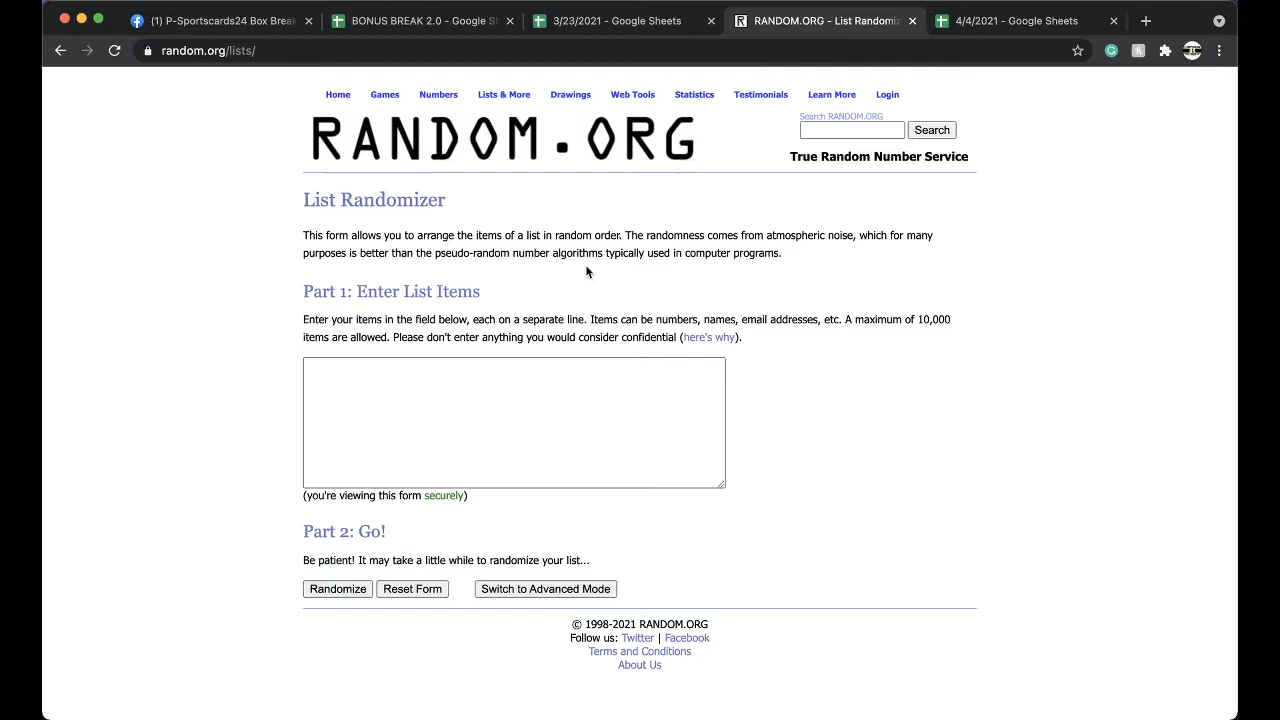 (1) P-Sportscards24 Box Break
BONUS BREAK 2.0 - Google S
3/23/2021 - Google Sheets
RANDOM.ORG - List Randomiz
4/4/2021 - Google Sheets
random.org/lists/
Home Games Numbers Lists & More Drawings Web Tools Statistics Testimonials Learn More Login
RANDOM.ORG
Search RANDOM.ORG
Search
True Random Number Service
List Randomizer
This form allows you to arrange the items of a list in random order. The randomness comes from atmospheric noise, which for many
purposes is better than the pseudo-random number algorithms typically used in computer programs.
Part 1: Enter List Items
Enter your items in the field below, each on a separate line. Items can be numbers, names, email addresses, etc. A maximum of 10,000
items are allowed. Please don't enter anything you would consider confidential (here's why).
(you're viewing this form securely)
Part 2: Go!
Be patient! It may take a little while to randomize your list...
Randomize Reset Form Switch to Advanced Mode
© 1998-2021 RANDOM.ORG
Follow us: Twitter | Facebook
Terms and Conditions
About Us